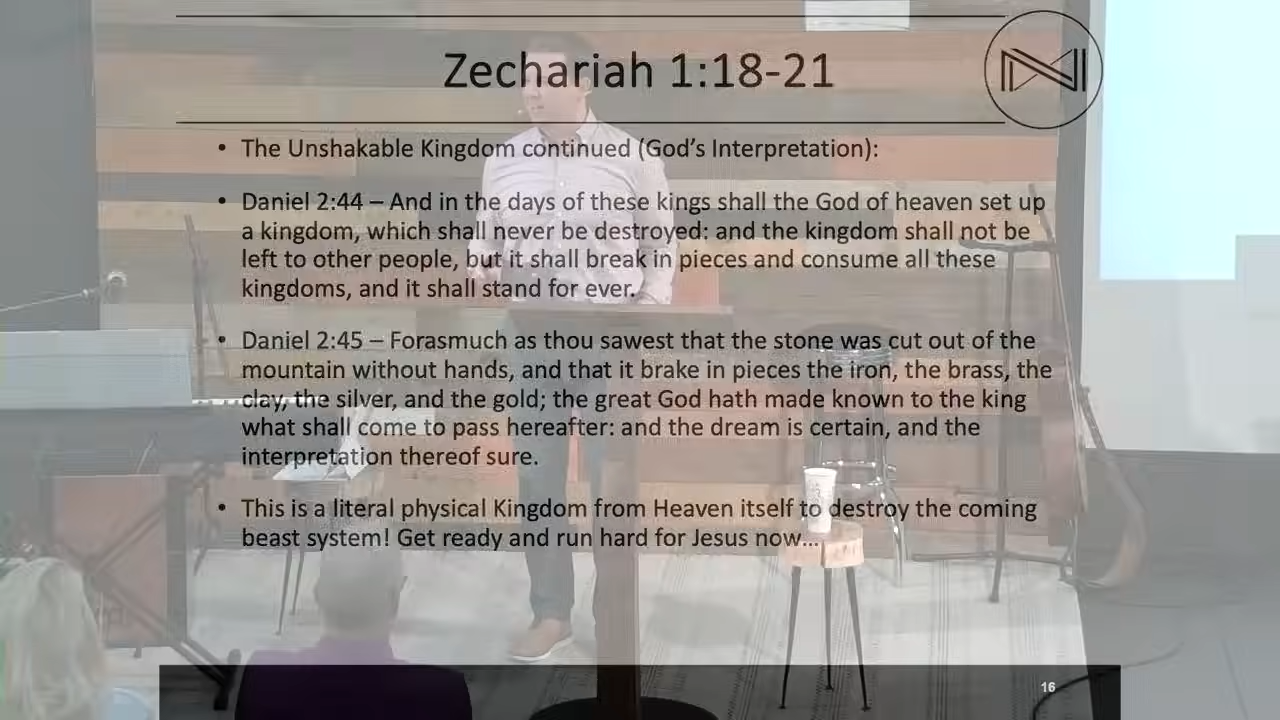 Zechariah 1:18-21
• The Unshakable Kingdom continued (God's Interpretation):
• Daniel 2:44 – And in the days of these kings shall the God of heaven set up
a kingdom, which shall never be destroyed: and the kingdom shall not be
left to other people, but it shall break in pieces and consume all these
kingdoms, and it shall stand for ever.
• Daniel 2:45 – Forasmuch as thou sawest that the stone was cut out of the
mountain without hands, and that it brake in pieces the iron, the brass, the
clay, the silver, and the gold; the great God hath made known to the king
what shall come to pass hereafter: and the dream is certain, and the
interpretation thereof sure.
• This is a literal physical Kingdom from Heaven itself to destroy the coming
beast system! Get ready and run hard for Jesus now...
16